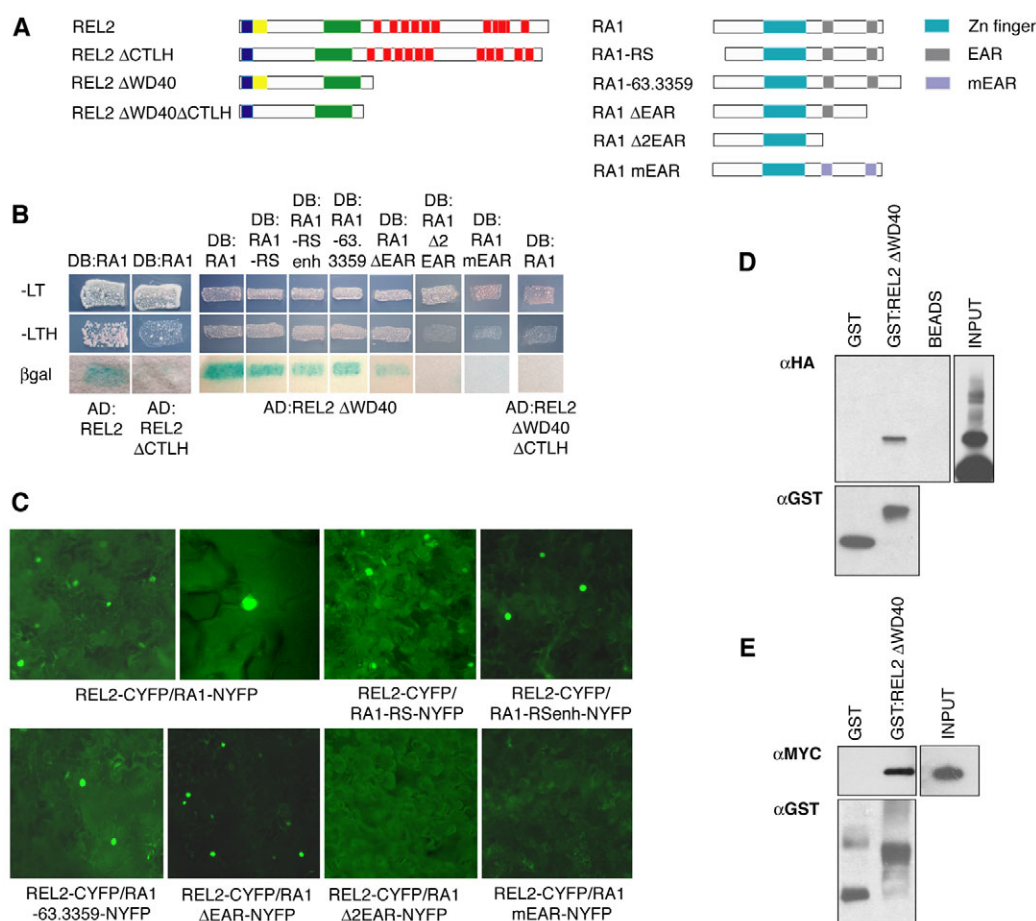 A
REL2
REL2 ΔCTLH
REL2 ΔWD40
REL2 ΔWD40ΔCTLH
RA1
RA1-RS
RA1-63.3359
RA1 ΔEAR
RA1 Δ2EAR
RA1 mEAR
Zn finger
EAR
mEAR
B
DB:RA1
DB:RA1
DB:
RA1
DB:
RA1
-RS
DB:
RA1
-RS
enh
DB:
RA1
-63.
3359
DB:
RA1
ΔEAR
DB:
RA1
Δ2
EAR
DB:
RA1
mEAR
DB:
RA1
-LT
-LTH
βgal
AD:
REL2
AD:
REL2
ΔCTLH
AD:REL2 ΔWD40
AD:REL2
ΔWD40
ΔCTLH
C
REL2-CYFP/RA1-NYFP
REL2-CYFP/
RA1-RS-NYFP
REL2-CYFP/
RA1-RSenh-NYFP
REL2-CYFP/RA1
-63.3359-NYFP
REL2-CYFP/RA1
ΔEAR-NYFP
REL2-CYFP/RA1
Δ2EAR-NYFP
REL2-CYFP/RA1
mEAR-NYFP
D
GST
GST:REL2 ΔWD40
BEADS
INPUT
αHA
αGST
E
GST
GST:REL2 ΔWD40
INPUT
αMYC
αGST